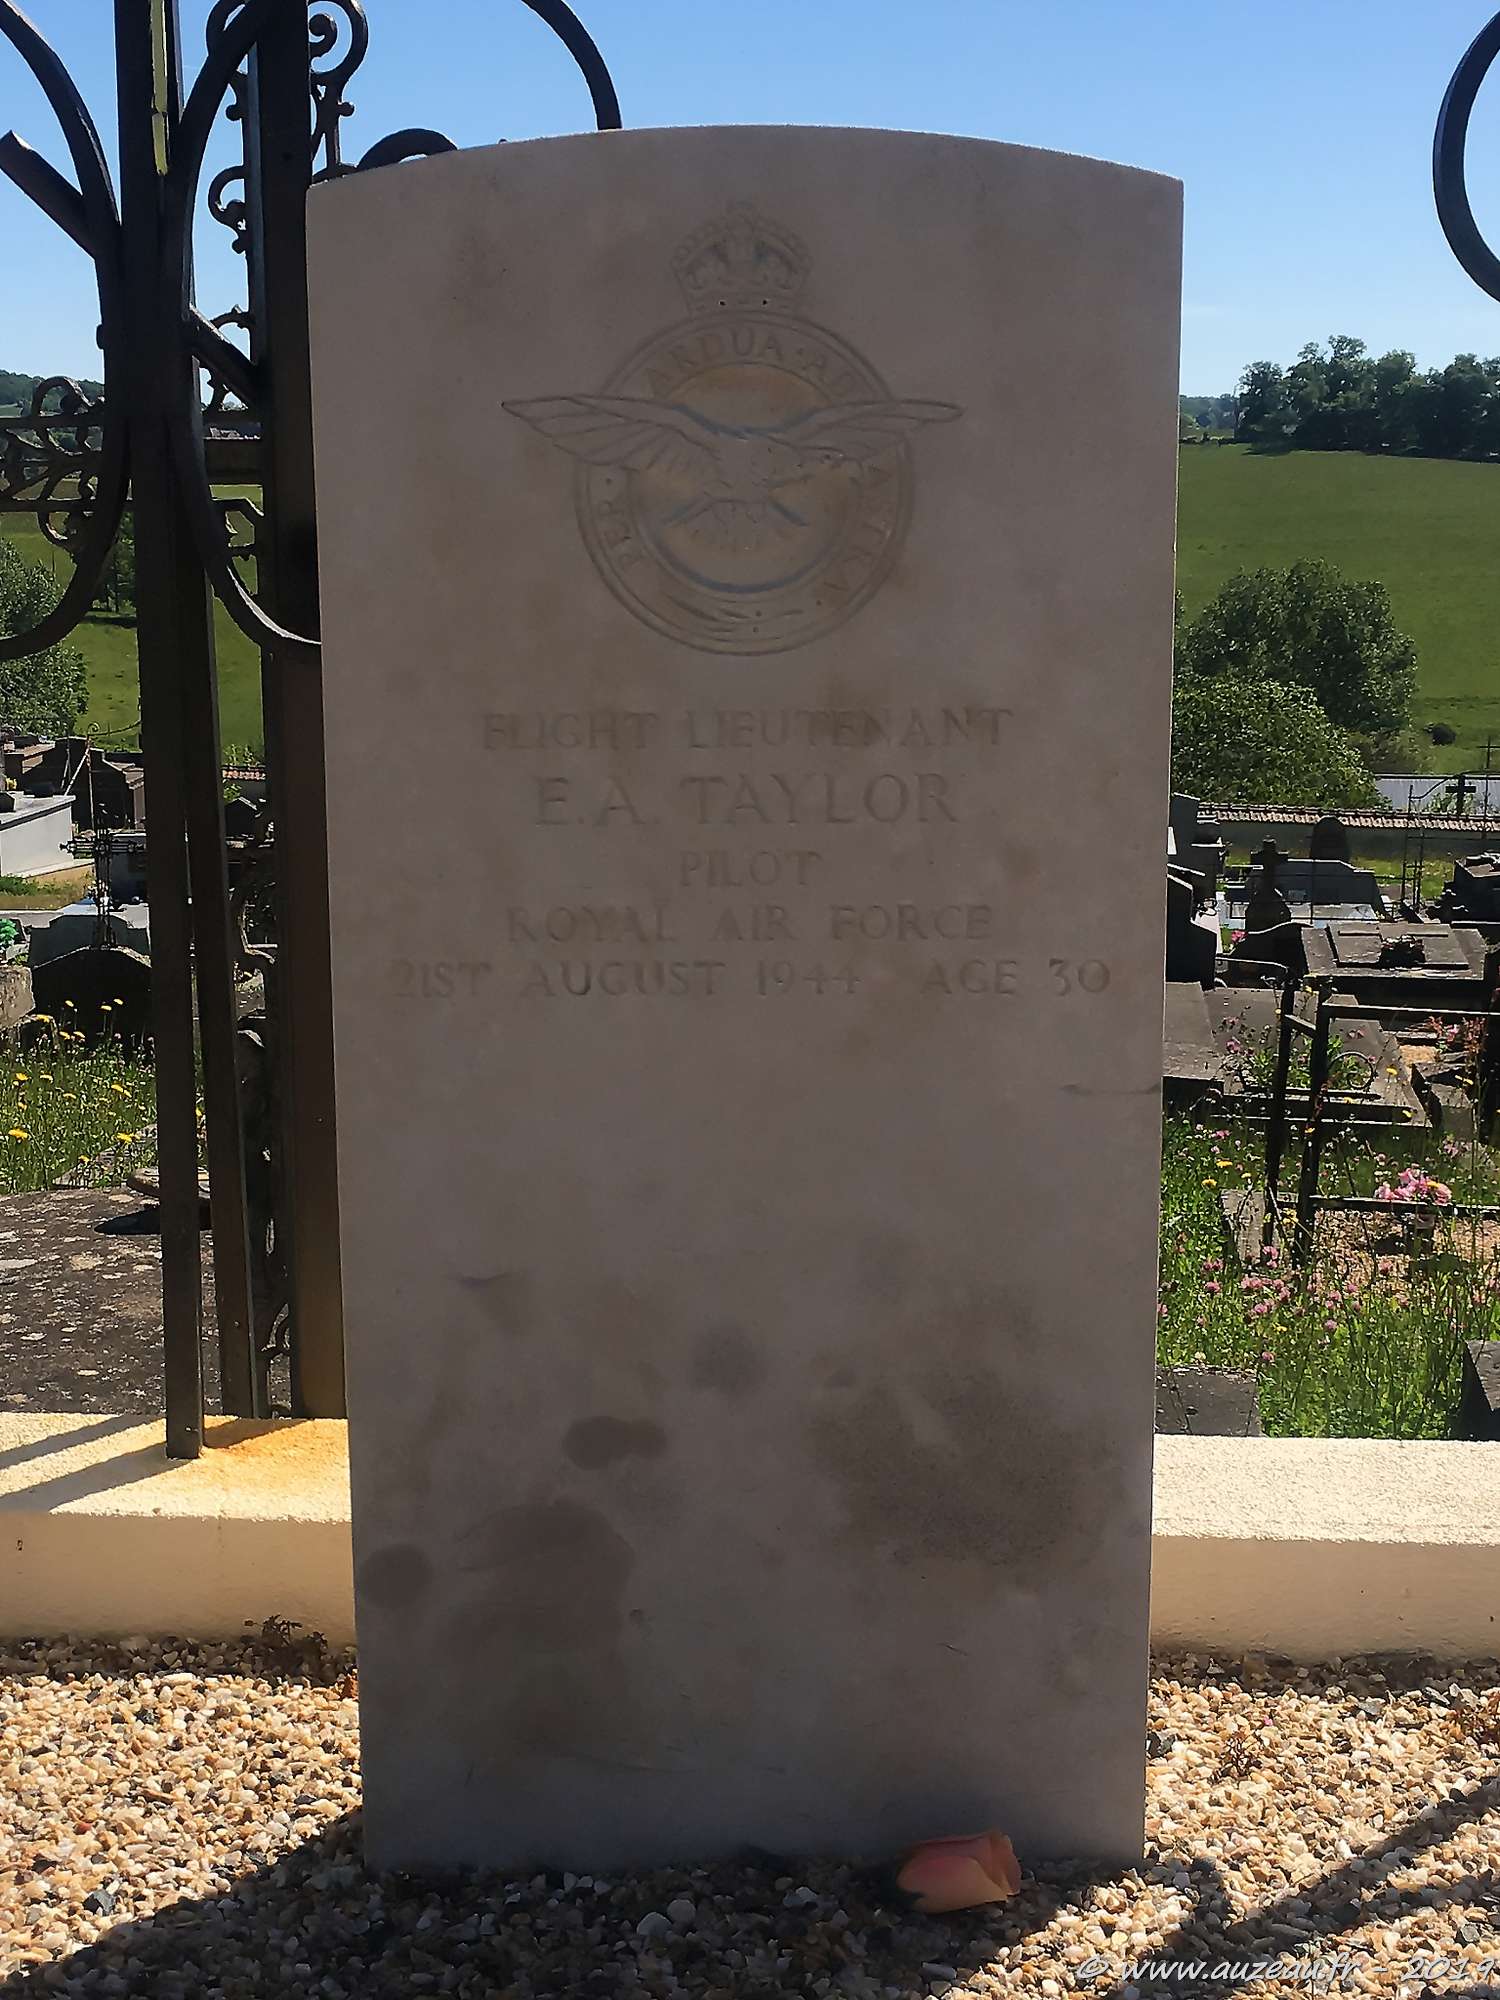 PER · ARDUA · AD · ASTRA ·
FLIGHT LIEUTENANT
E.A. TAYLOR
PILOT
ROYAL AIR FORCE
21ST AUGUST 1944 AGE 30
© www.auzeau.fr - 2019